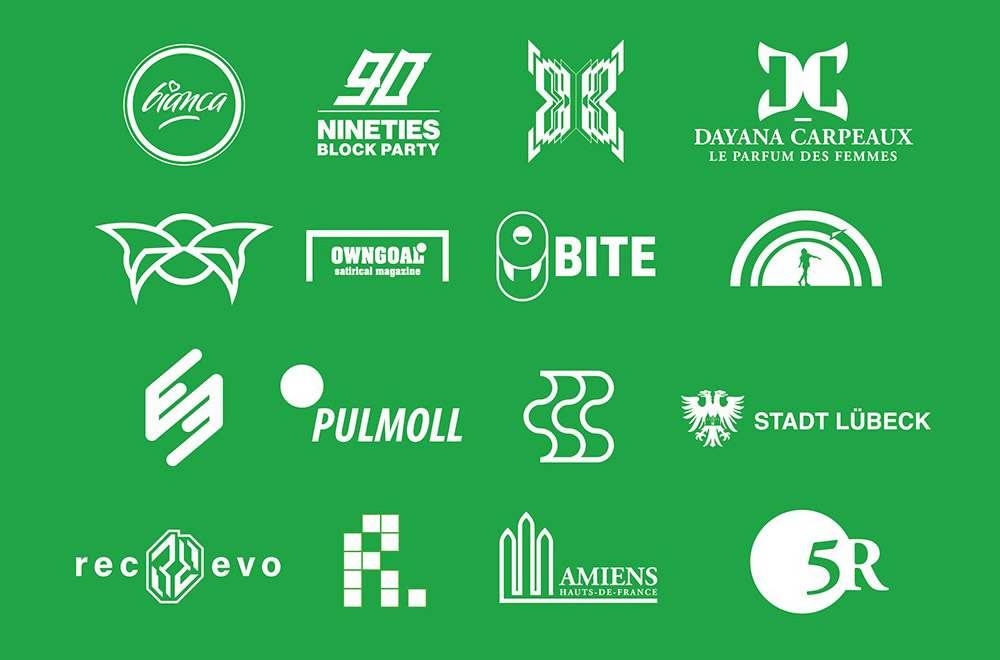 bianca
90
NINETIES
BLOCK PARTY
DAYANA CARPEAUX
LE PARFUM DES FEMMES
OWNGOAL
satirical magazine
BITE
PULMOLL
STADT LÜBECK
rec evo
R.
AMIENS
HAUTS-DE-FRANCE
5R